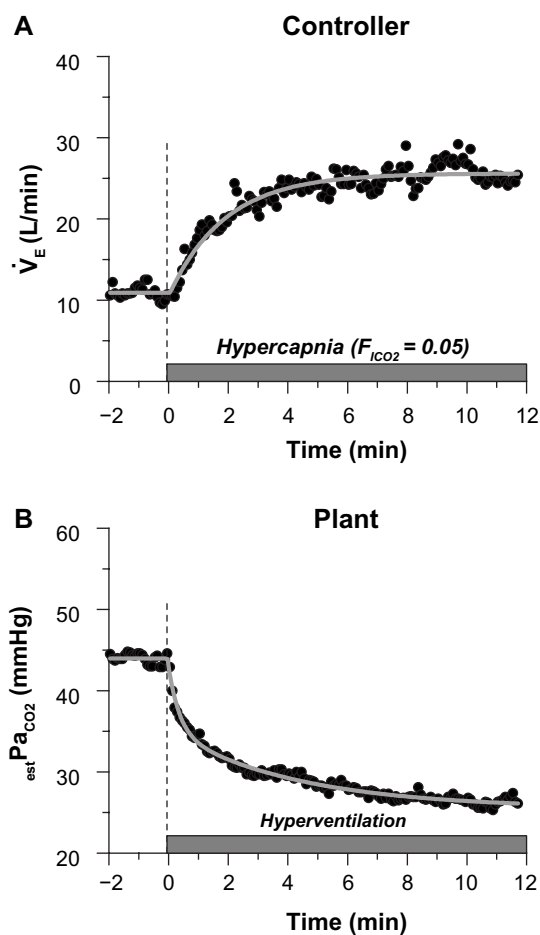 A
Controller
40
30
20
10
0
V̇E (L/min)
Hypercapnia (FICO2 = 0.05)
−2 0 2 4 6 8 10 12
Time (min)
B
Plant
60
50
40
30
20
estPaCO2 (mmHg)
Hyperventilation
−2 0 2 4 6 8 10 12
Time (min)